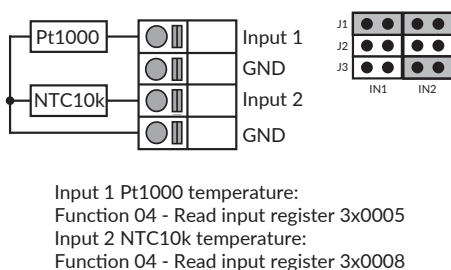 Pt1000
Input 1
GND
NTC10k
Input 2
GND
J1
J2
J3
IN1 IN2
Input 1 Pt1000 temperature:
Function 04 - Read input register 3x0005
Input 2 NTC10k temperature:
Function 04 - Read input register 3x0008